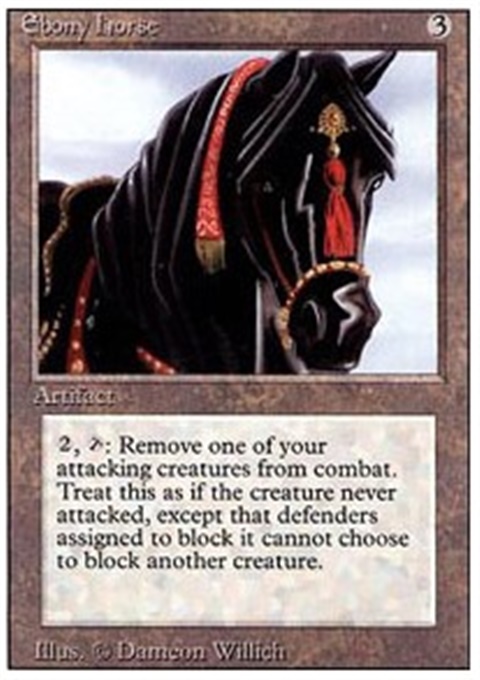 Ebony Horse 3
Artifact
2, : Remove one of your
attacking creatures from combat.
Treat this as if the creature never
attacked, except that defenders
assigned to block it cannot choose
to block another creature.
Illus. © Dameon Willich